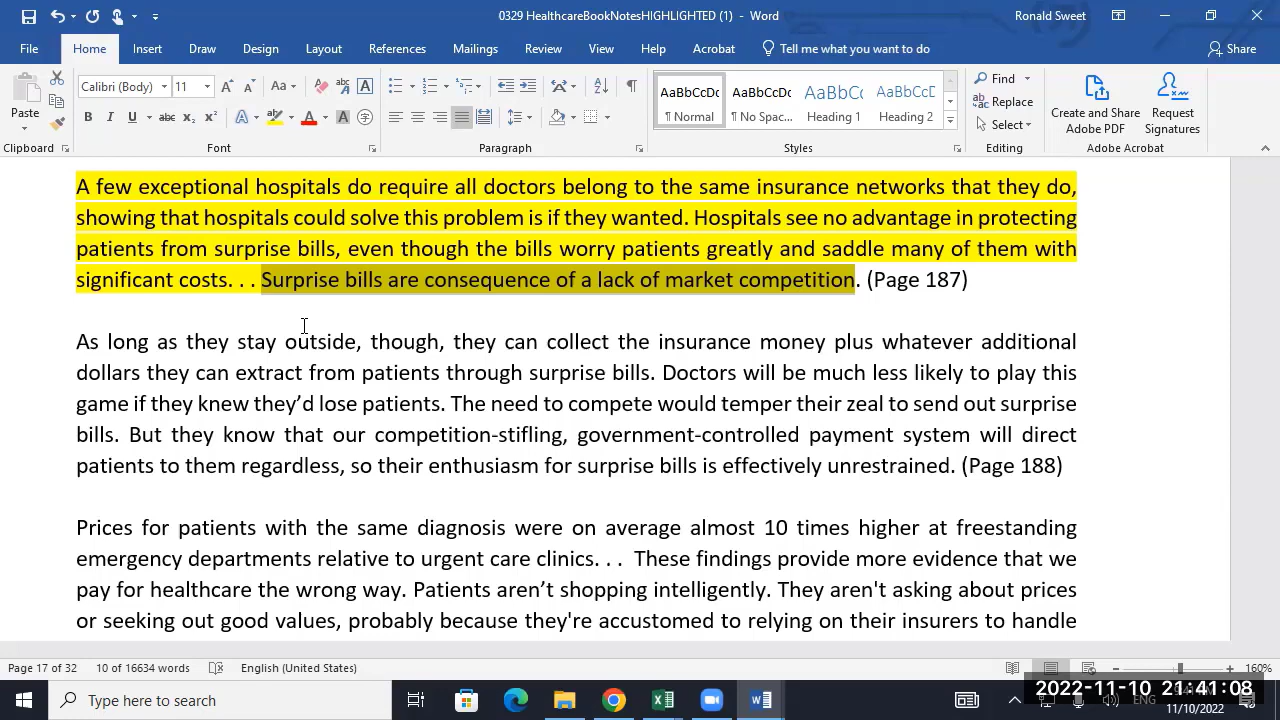 0329 HealthcareBookNotesHIGHLIGHTED (1) - Word
Ronald Sweet
File Home Insert Draw Design Layout References Mailings Review View Help Acrobat Tell me what you want to do Share
Calibri (Body) 11 Aa
AaBbCcDc AaBbCcDc AaBbCc AaBbCcD
Find
Paste
Replace
Create and Share Request
¶ Normal ¶ No Spac... Heading 1 Heading 2
Select
Adobe PDF Signatures
Clipboard Font Paragraph Styles Editing Adobe Acrobat
A few exceptional hospitals do require all doctors belong to the same insurance networks that they do,
showing that hospitals could solve this problem is if they wanted. Hospitals see no advantage in protecting
patients from surprise bills, even though the bills worry patients greatly and saddle many of them with
significant costs. . . Surprise bills are consequence of a lack of market competition. (Page 187)
As long as they stay outside, though, they can collect the insurance money plus whatever additional
dollars they can extract from patients through surprise bills. Doctors will be much less likely to play this
game if they knew they’d lose patients. The need to compete would temper their zeal to send out surprise
bills. But they know that our competition-stifling, government-controlled payment system will direct
patients to them regardless, so their enthusiasm for surprise bills is effectively unrestrained. (Page 188)
Prices for patients with the same diagnosis were on average almost 10 times higher at freestanding
emergency departments relative to urgent care clinics. . . These findings provide more evidence that we
pay for healthcare the wrong way. Patients aren’t shopping intelligently. They aren't asking about prices
or seeking out good values, probably because they're accustomed to relying on their insurers to handle
Page 17 of 32 10 of 16634 words English (United States) 160%
Type here to search
2022-11-10 21:41:08
ENG
11/10/2022